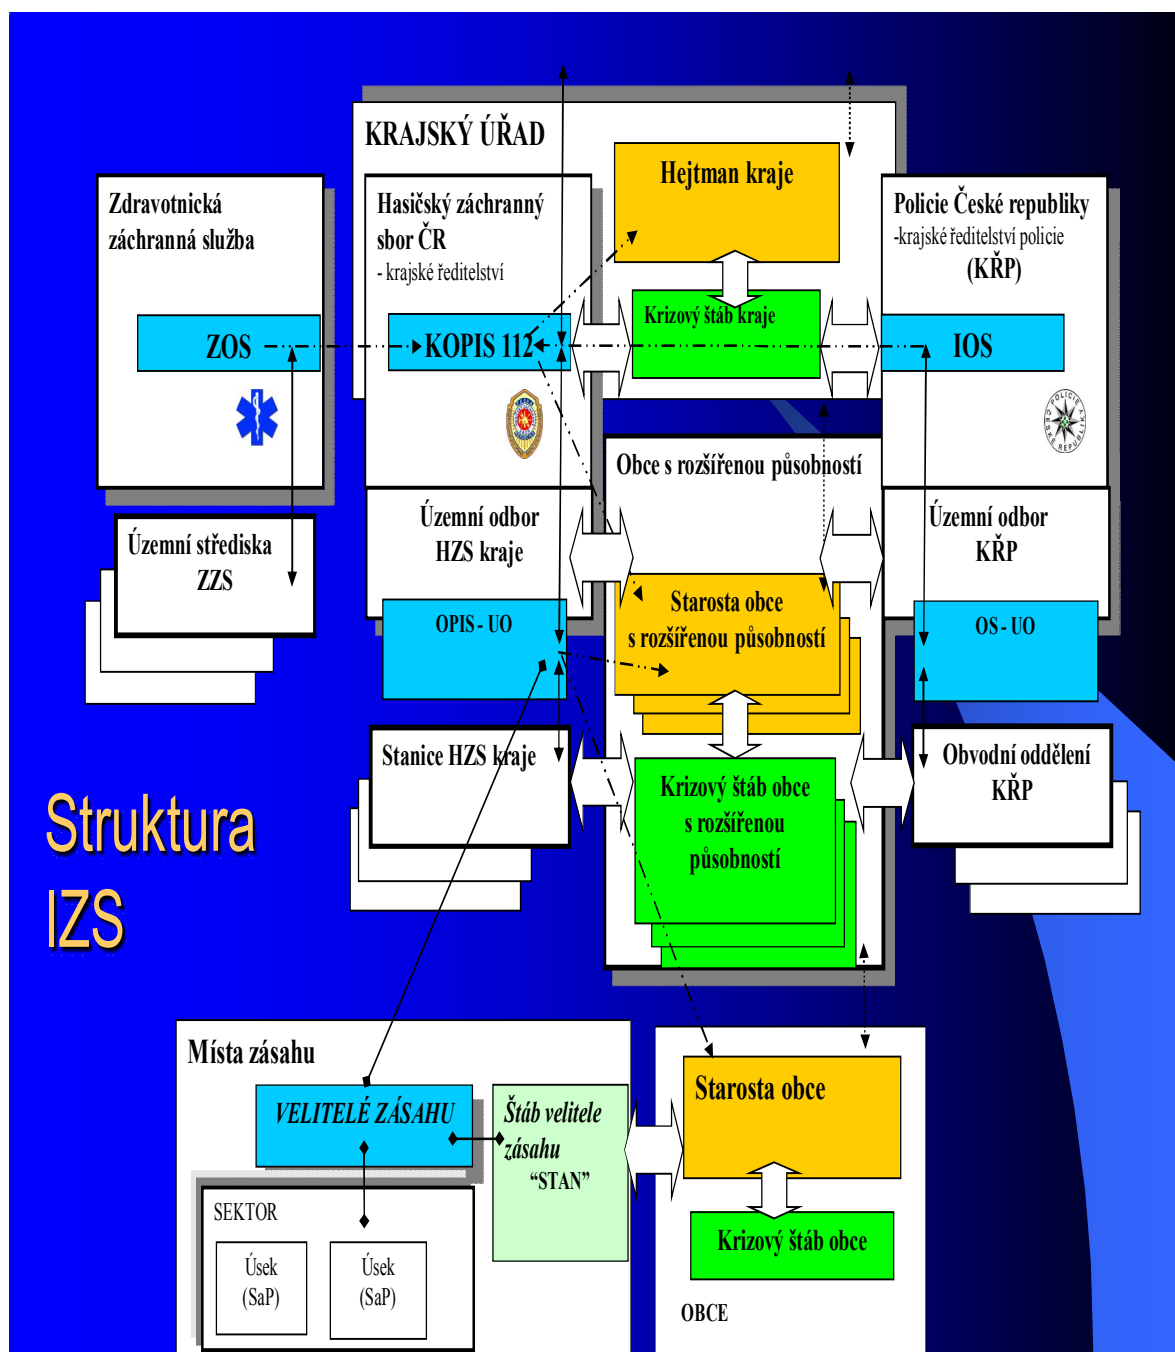 KRAJSKÝ ÚŘAD
Hejtman kraje
Zdravotnická
záchranná služba
Hasičský záchranný
sbor ČR
- krajské ředitelství
Policie České republiky
-krajské ředitelství policie
(KŘP)
Krizový štáb kraje
ZOS
KOPIS 112
IOS
POLICIE
ČESKÉ REPUBLIKY
Obce s rozšířenou působností
Územní střediska
ZZS
Územní odbor
HZS kraje
Územní odbor
KŘP
OPIS - UO
Starosta obce
s rozšířenou působností
OS - UO
Stanice HZS kraje
Krizový štáb obce
s rozšířenou
působností
Obvodní oddělení
KŘP
Struktura
IZS
Místa zásahu
VELITELÉ ZÁSAHU
Štáb velitele
zásahu
“STAN”
Starosta obce
SEKTOR
Úsek
(SaP)
Úsek
(SaP)
Krizový štáb obce
OBCE